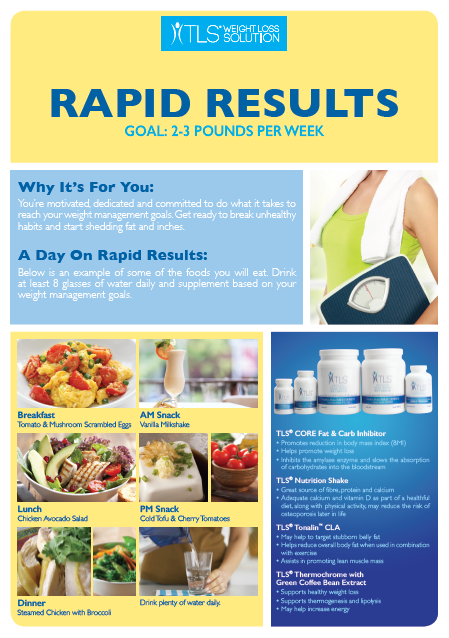 TLS® WEIGHT LOSS
SOLUTION
RAPID RESULTS
GOAL: 2-3 POUNDS PER WEEK
Why It's For You:
You're motivated, dedicated and committed to do what it takes to
reach your weight management goals. Get ready to break unhealthy
habits and start shedding fat and inches.
A Day On Rapid Results:
Below is an example of some of the foods you will eat. Drink
at least 8 glasses of water daily and supplement based on your
weight management goals.
Breakfast
Tomato & Mushroom Scrambled Eggs
AM Snack
Vanilla Milkshake
Lunch
Chicken Avocado Salad
PM Snack
Cold Tofu & Cherry Tomatoes
Dinner
Steamed Chicken with Broccoli
Drink plenty of water daily.
TLS
TLS
TLS
TLS
TLS
TLS® CORE Fat & Carb Inhibitor
• Promotes reduction in body mass index (BMI)
• Helps promote weight loss
• Inhibits the amylase enzyme and slows the absorption
of carbohydrates into the bloodstream
TLS® Nutrition Shake
• Great source of fibre, protein and calcium
• Adequate calcium and vitamin D as part of a healthful
diet, along with physical activity, may reduce the risk of
osteoporosis later in life
TLS® Tonalin™ CLA
• May help to target stubborn belly fat
• Helps reduce overall body fat when used in combination
with exercise
• Assists in promoting lean muscle mass
TLS® Thermochrome with
Green Coffee Bean Extract
• Supports healthy weight loss
• Supports thermogenesis and lipolysis
• May help increase energy